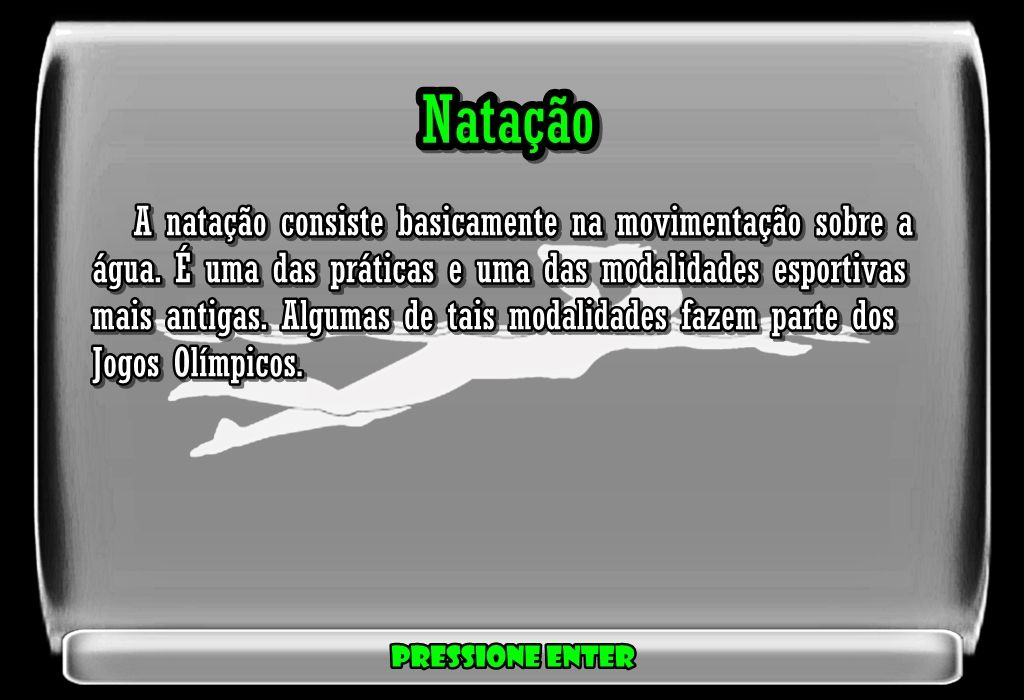 Natação
A natação consiste basicamente na movimentação sobre a
água. É uma das práticas e uma das modalidades esportivas
mais antigas. Algumas de tais modalidades fazem parte dos
Jogos Olímpicos.
PRESSIONE ENTER